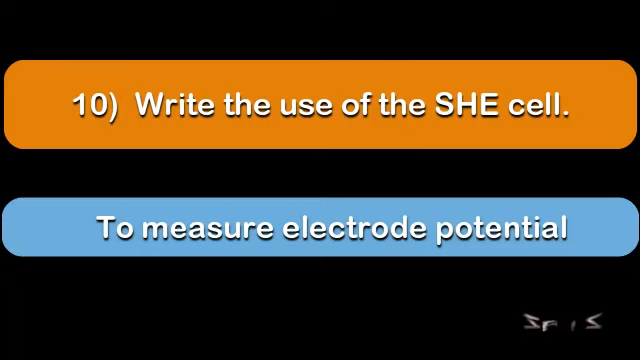 10) Write the use of the SHE cell.
To measure electrode potential